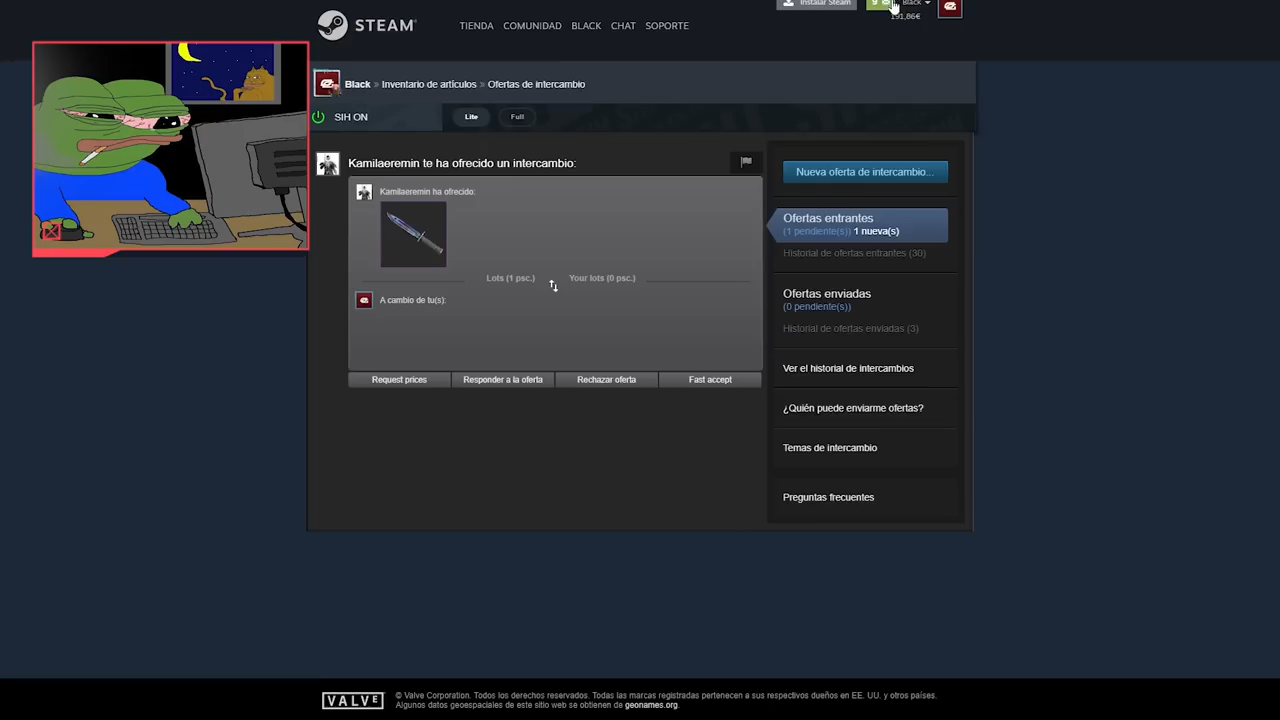 Instalar Steam
9
Black
191,86€
STEAM
TIENDA COMUNIDAD BLACK CHAT SOPORTE
Black » Inventario de artículos » Ofertas de intercambio
SIH ON Lite Full
Kamilaeremin te ha ofrecido un intercambio:
Kamilaeremin ha ofrecido:
Lots (1 psc.) Your lots (0 psc.)
A cambio de tu(s):
Request prices Responder a la oferta Rechazar oferta Fast accept
Nueva oferta de intercambio...
Ofertas entrantes
(1 pendiente(s)) 1 nueva(s)
Historial de ofertas entrantes (30)
Ofertas enviadas
(0 pendiente(s))
Historial de ofertas enviadas (3)
Ver el historial de intercambios
¿Quién puede enviarme ofertas?
Temas de intercambio
Preguntas frecuentes
VALVE
© Valve Corporation. Todos los derechos reservados. Todas las marcas registradas pertenecen a sus respectivos dueños en EE. UU. y otros países.
Algunos datos geoespaciales de este sitio web se obtienen de geonames.org.